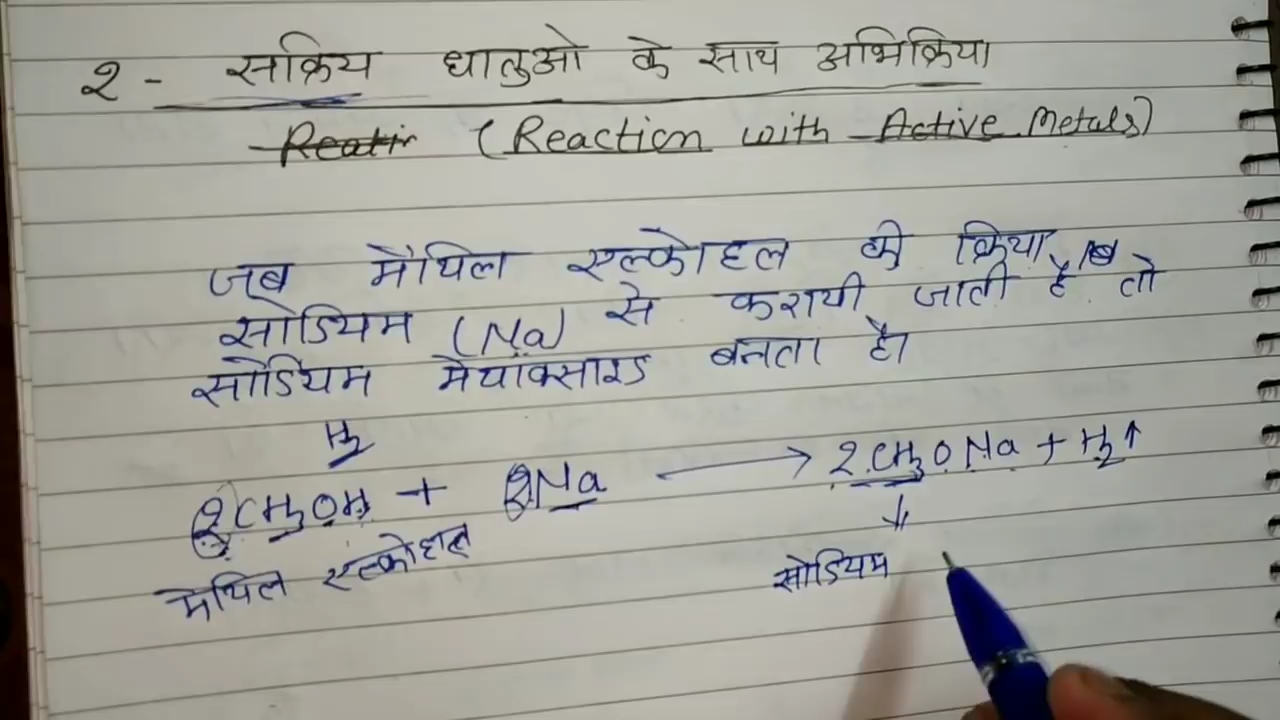 2- सक्रिय धातुओ के साथ अभिक्रिया
(Reaction with Active Metals)
जब मैथिल एल्कोहल की क्रिया
सोडियम (Na) से करायी जाती है तो
सोडियम मेथाक्साइड बनता है।
H2
2CH3OH + 2Na ⟶ 2CH3ONa + H2↑
मेथिल एल्कोहल
सोडियम